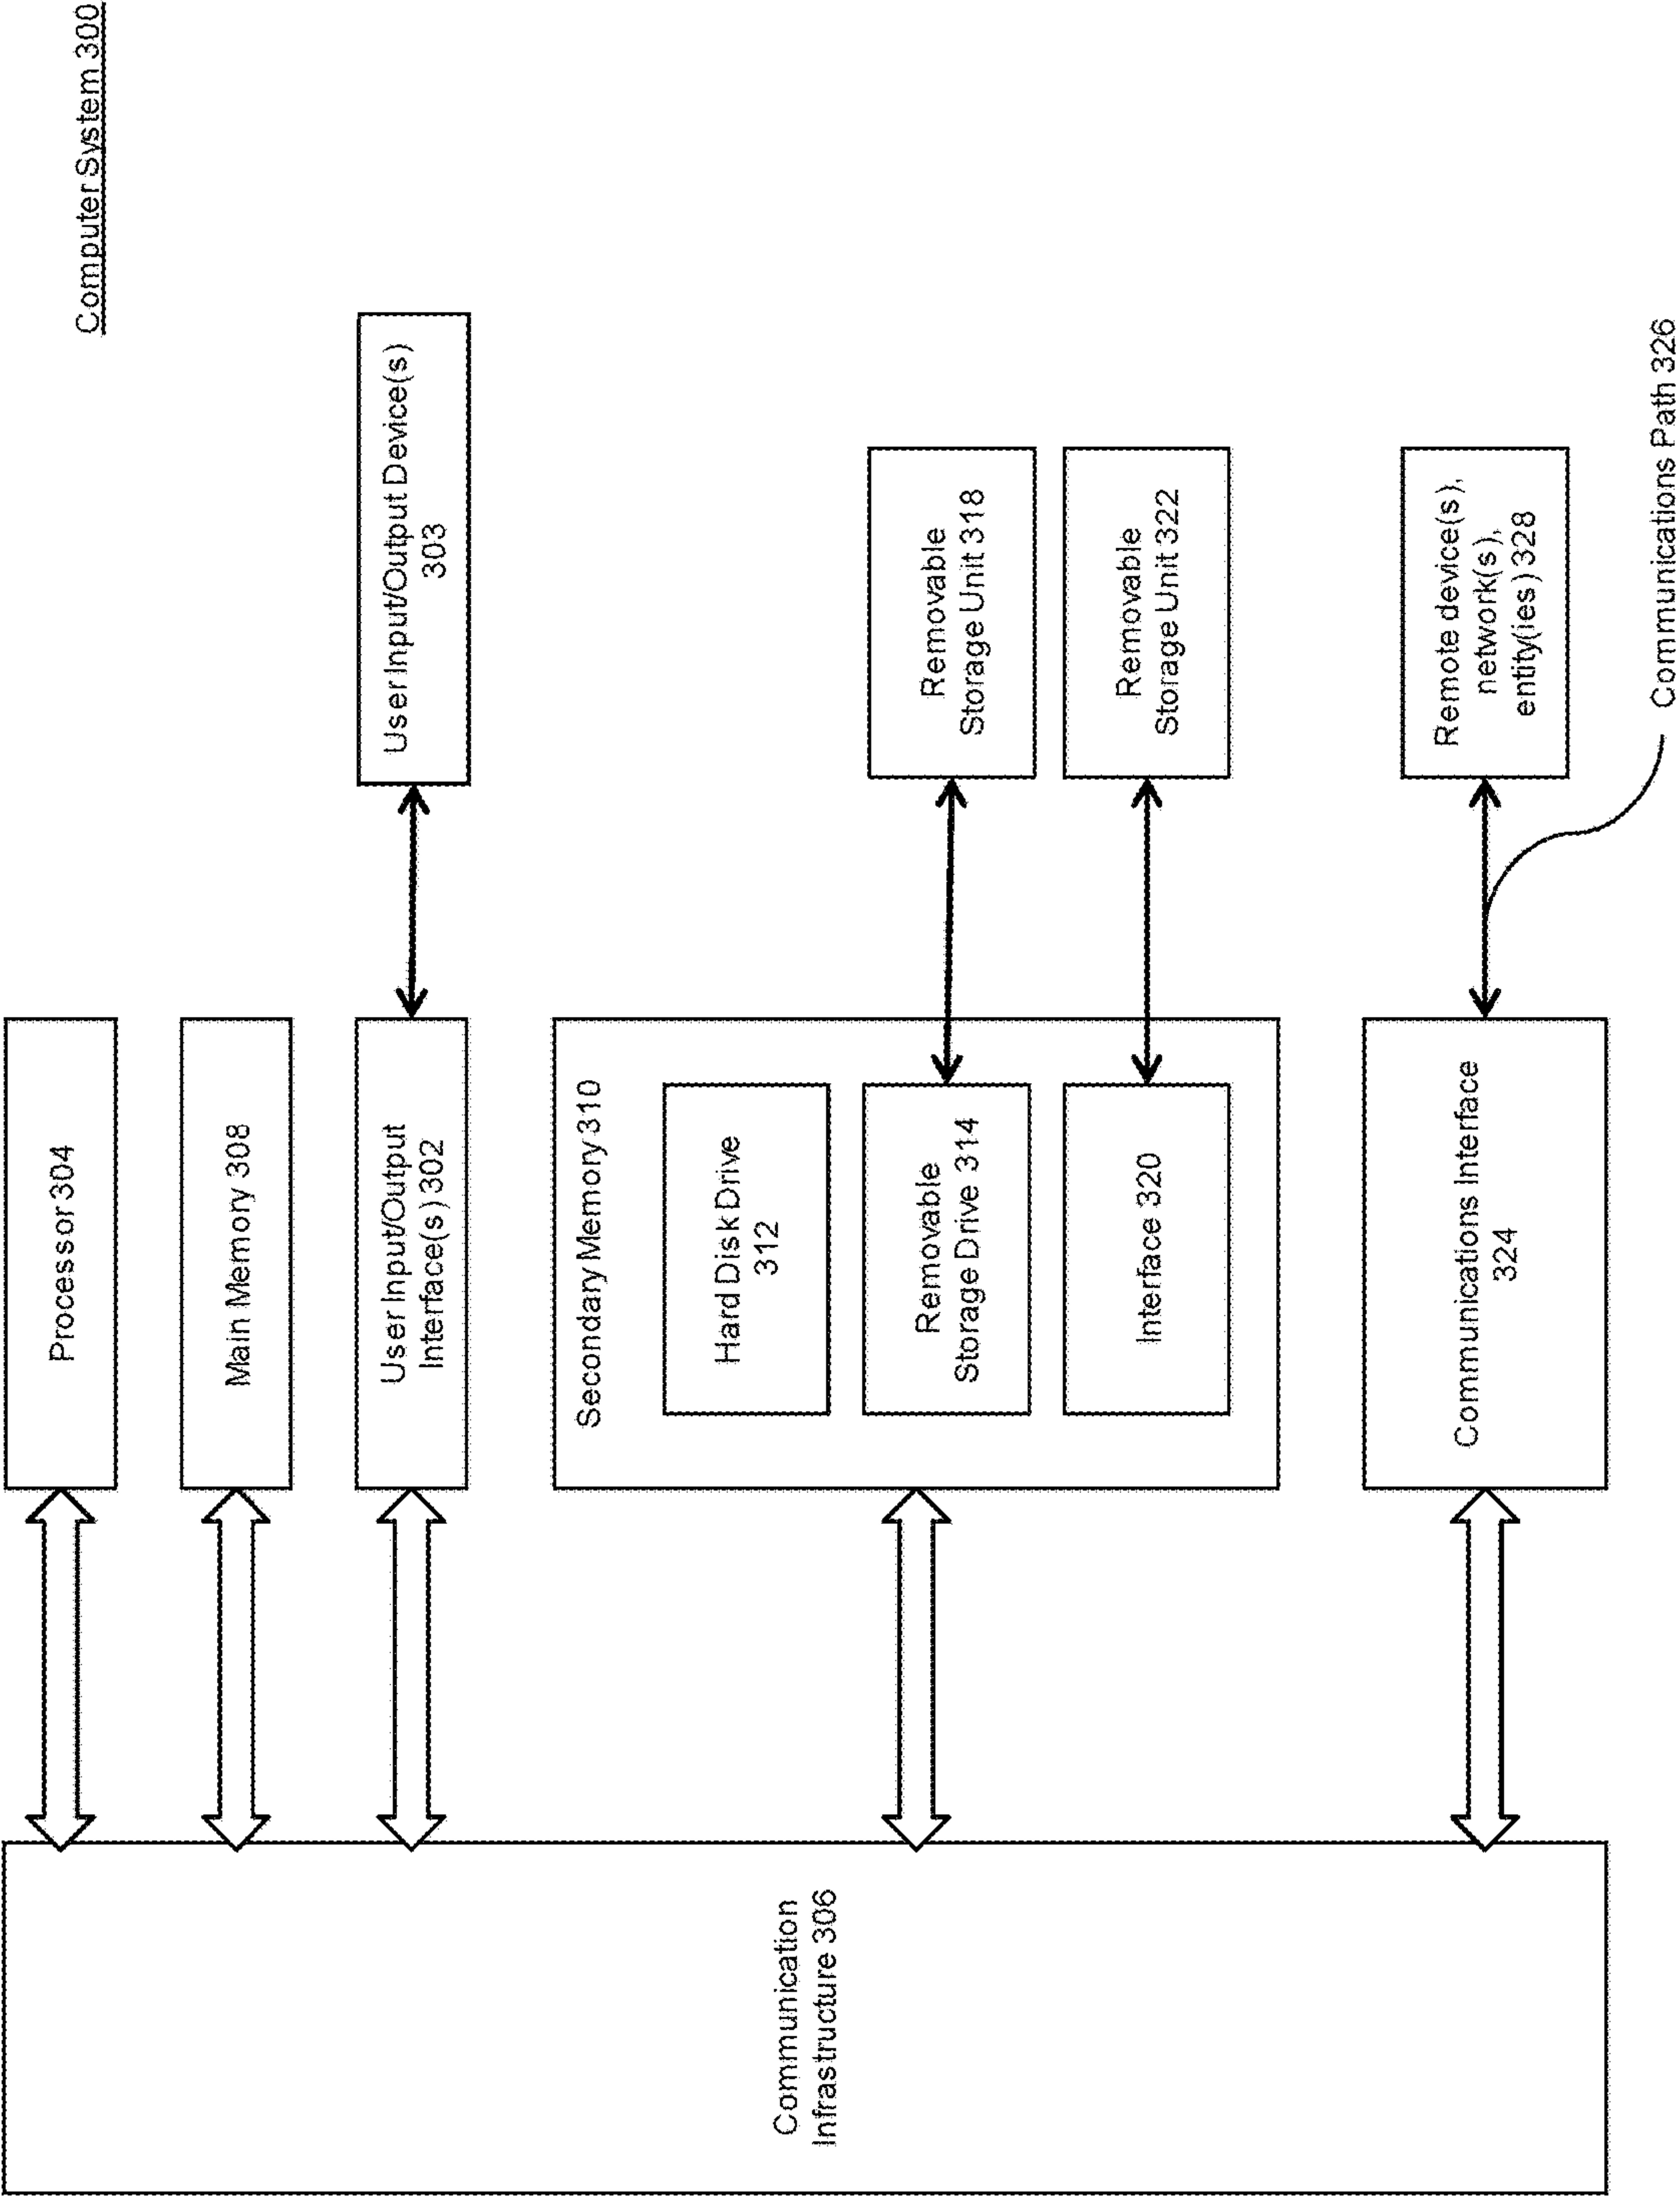 Computer System 300
Processor 304
Main Memory 308
User Input/Output
Interface(s) 302
User Input/Output Device(s)
303
Secondary Memory 310
Hard Disk Drive
312
Removable
Storage Drive 314
Removable
Storage Unit 318
Interface 320
Removable
Storage Unit 322
Communications Interface
324
Remote device(s),
network(s),
entity(ies) 328
Communications Path 326
Communication
Infrastructure 306